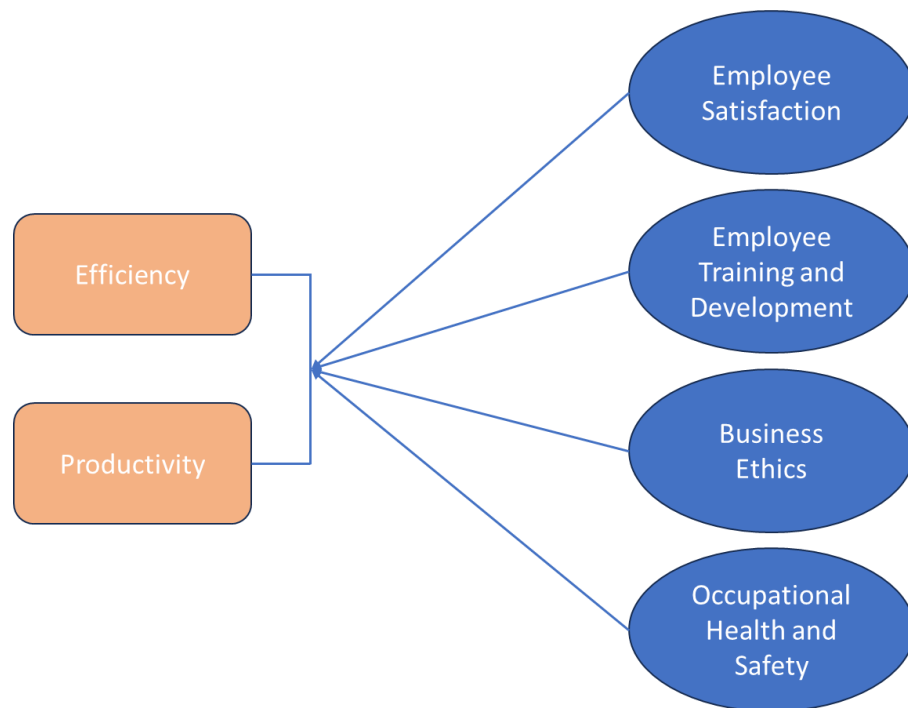 Efficiency
Productivity
Employee
Satisfaction
Employee
Training and
Development
Business
Ethics
Occupational
Health and
Safety